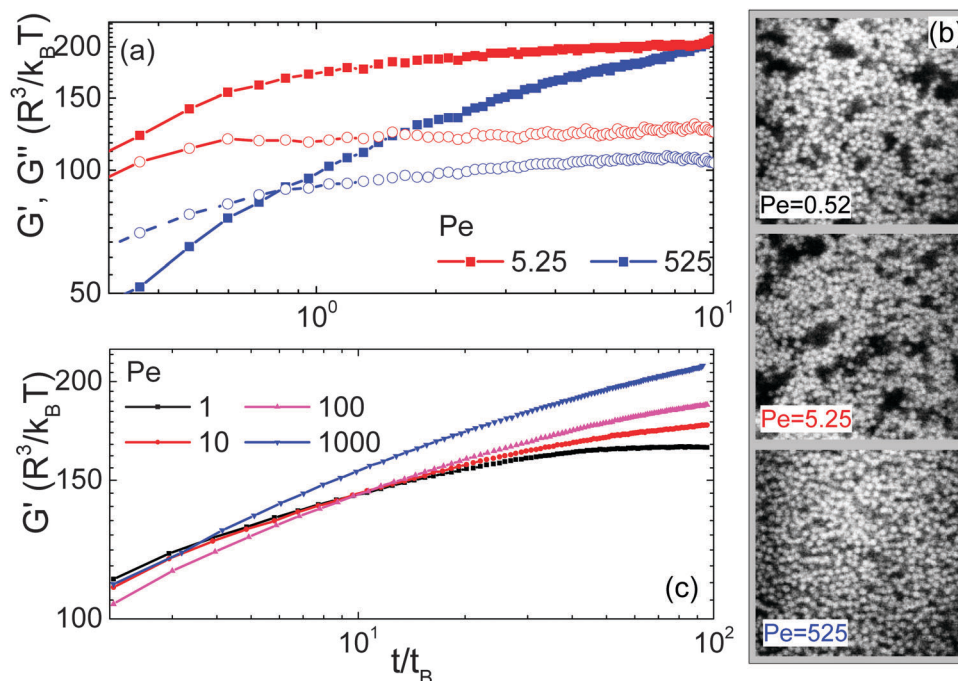 (a)
G', G" (R³/k_BT)
200
150
100
50
Pe
5.25 525
10⁰ 10¹
(b)
Pe=0.52
Pe=5.25
Pe=525
(c)
G' (R³/k_BT)
200
150
100
Pe
1 100
10 1000
10¹ 10²
t/t_B